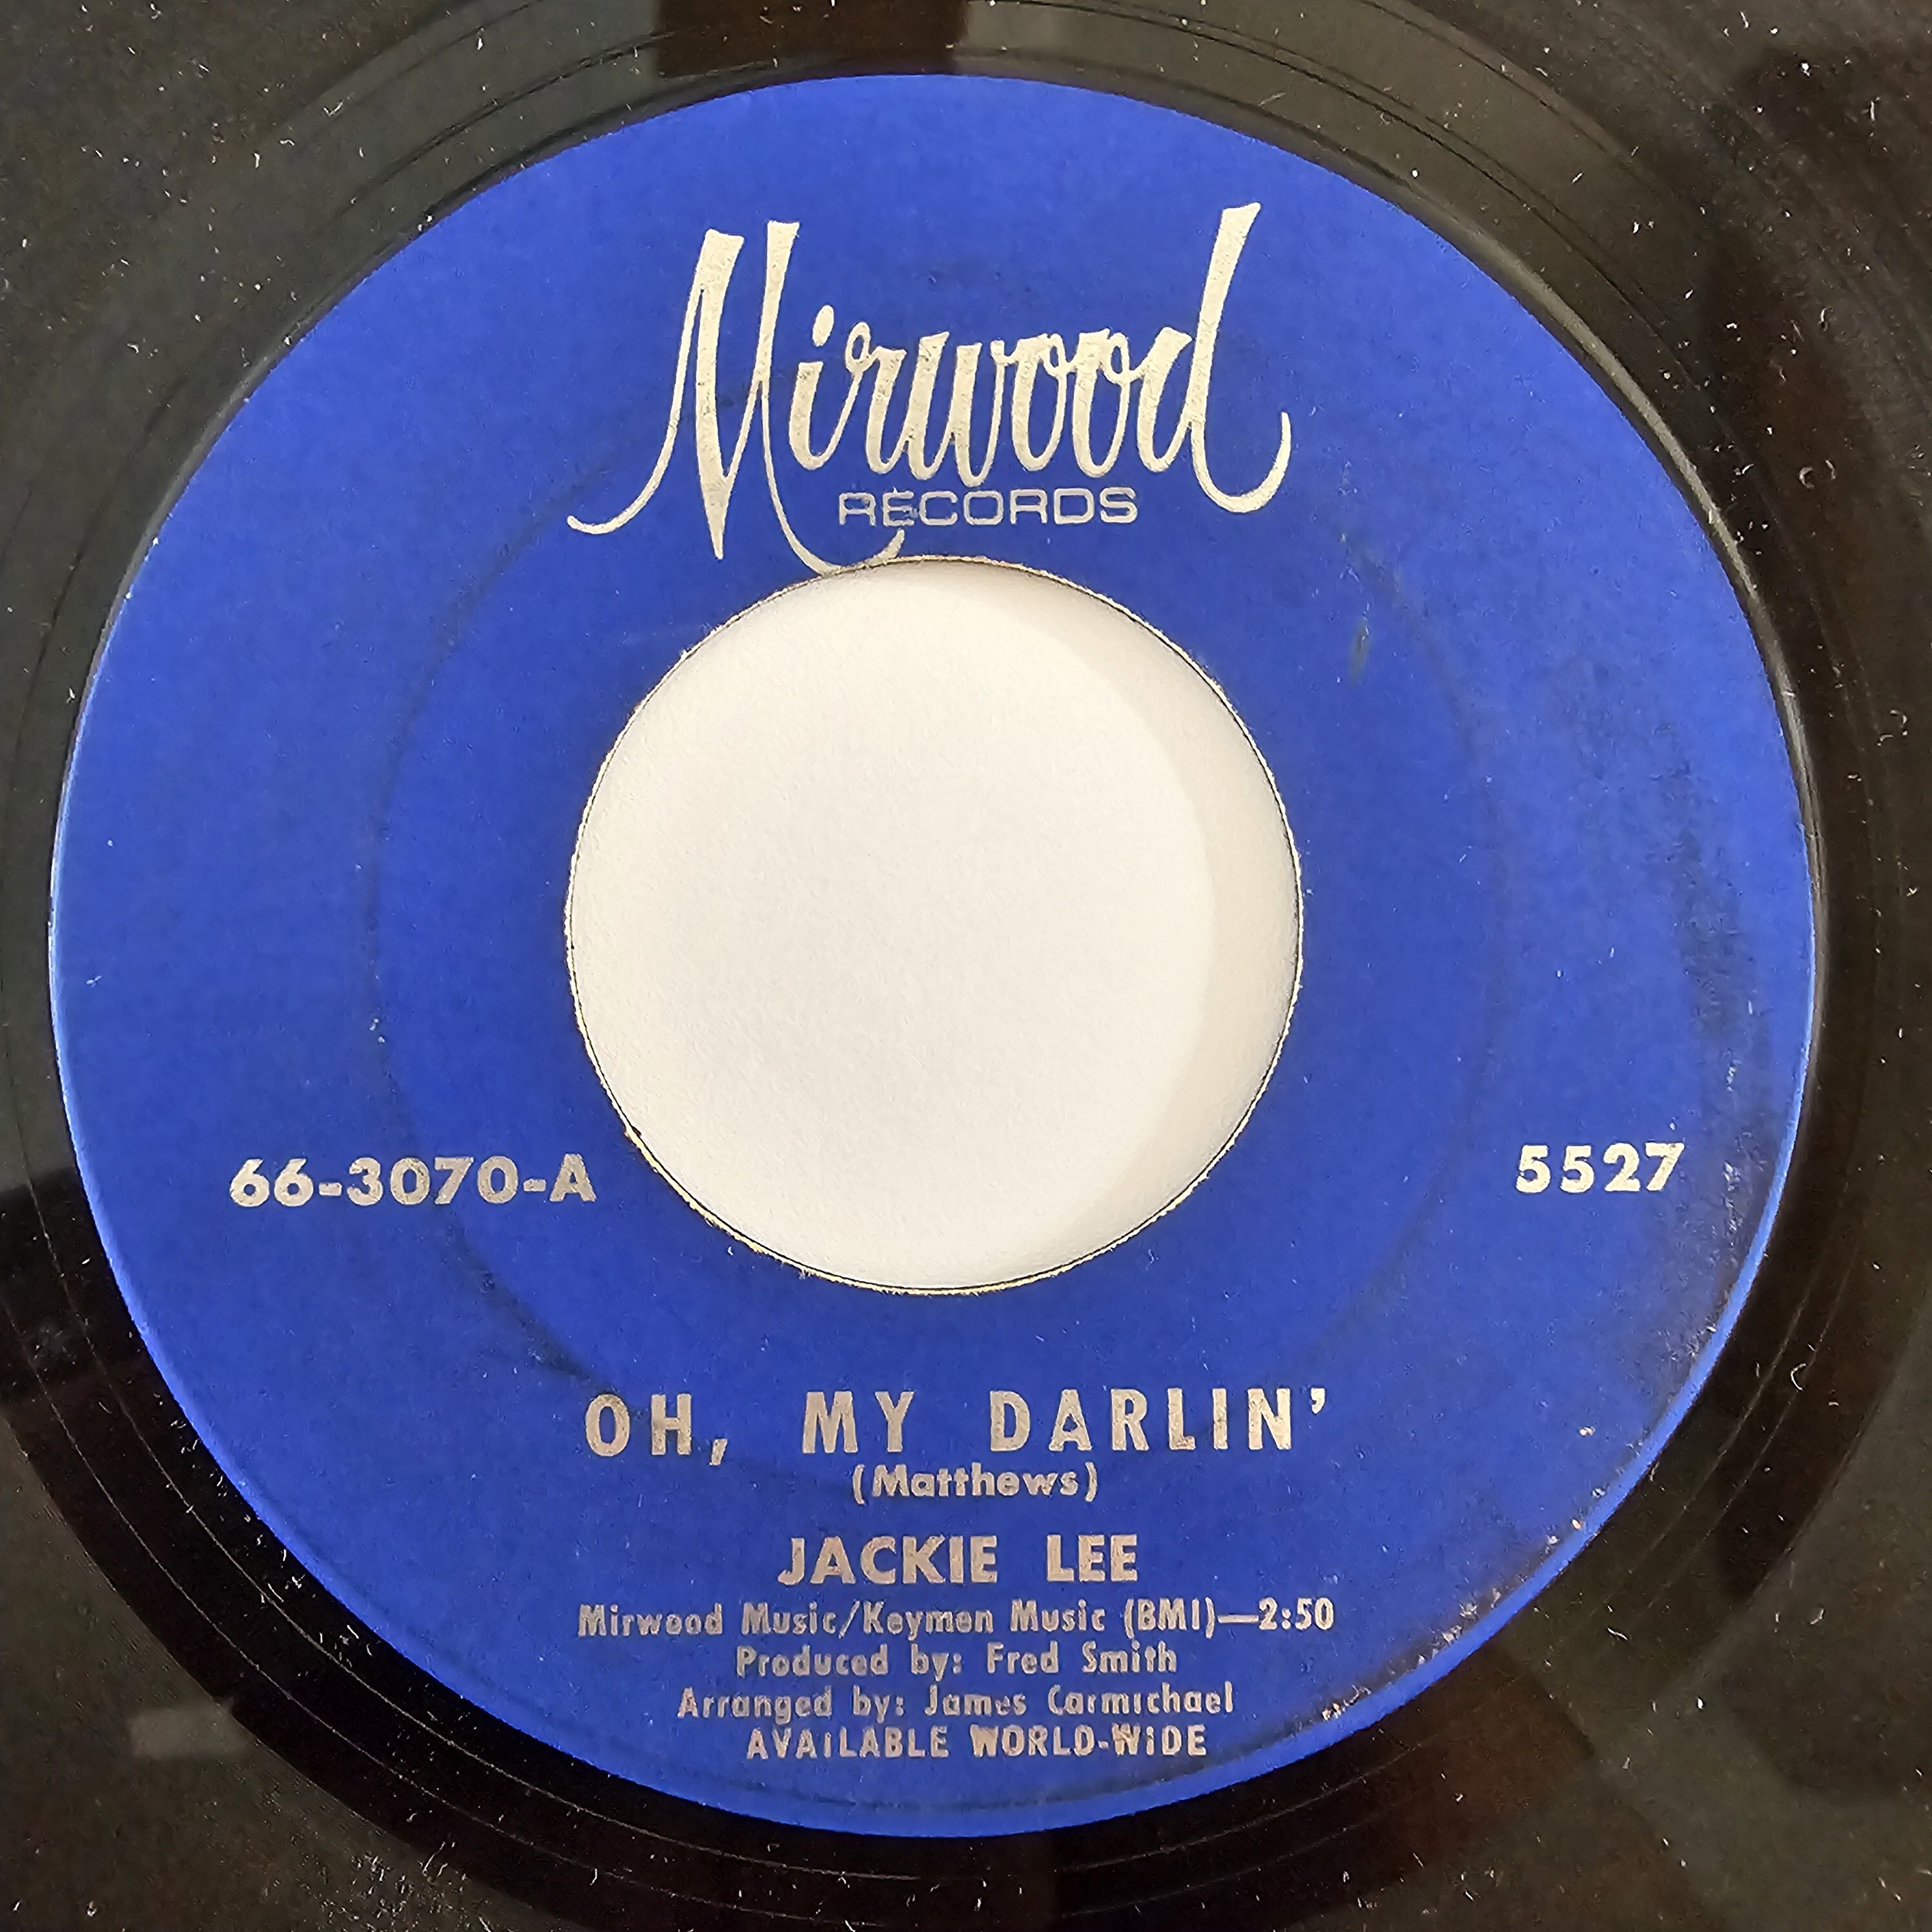 Mirwood
RECORDS
66-3070-A
5527
OH, MY DARLIN'
(Matthews)
JACKIE LEE
Mirwood Music/Keymen Music (BMI)—2:50
Produced by: Fred Smith
Arranged by: James Carmichael
AVAILABLE WORLD-WIDE